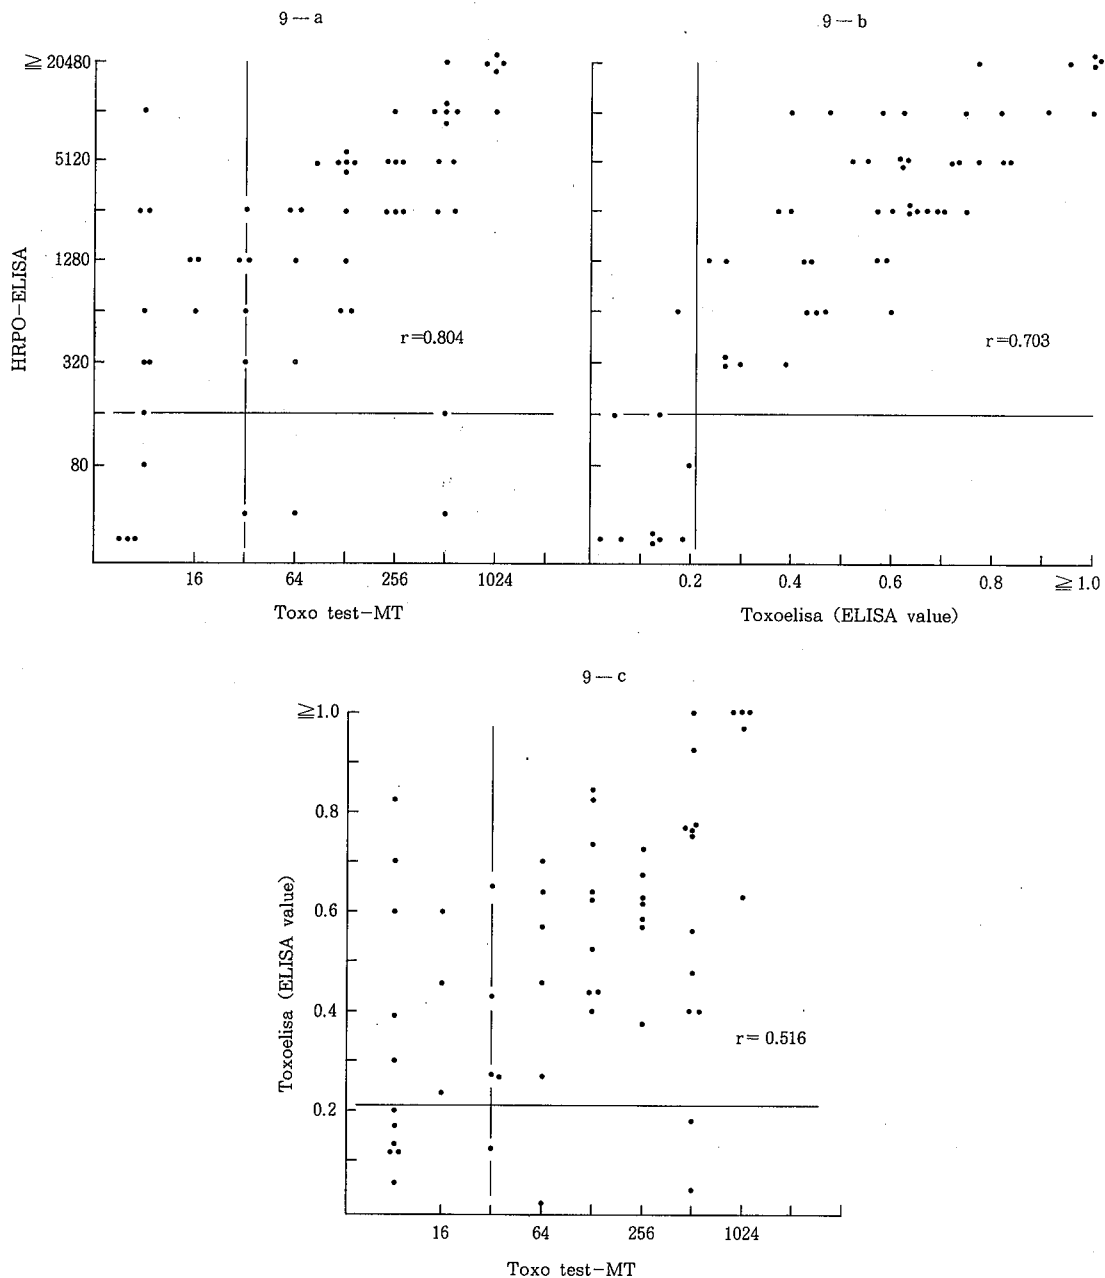 9—a
≧ 20480
5120
1280
320
80
HRPO-ELISA
r=0.804
16 64 256 1024
Toxo test-MT
9—b
r=0.703
0.2 0.4 0.6 0.8 ≧ 1.0
Toxoelisa (ELISA value)
9—c
≧1.0
0.8
0.6
0.4
0.2
Toxoelisa (ELISA value)
r= 0.516
16 64 256 1024
Toxo test-MT